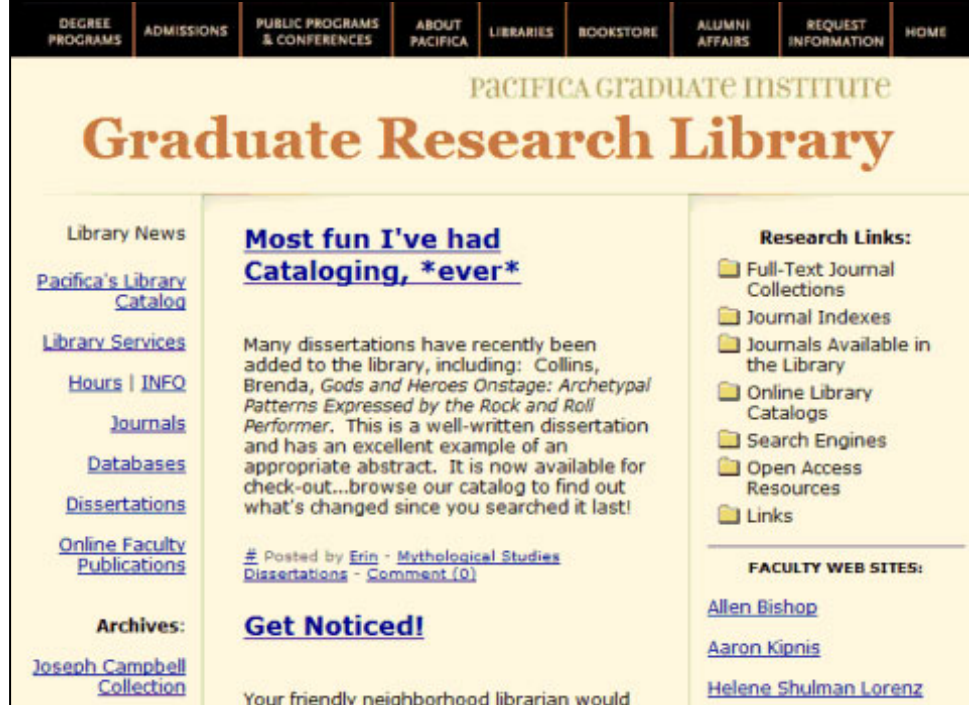 DEGREE PROGRAMS
ADMISSIONS
PUBLIC PROGRAMS & CONFERENCES
ABOUT PACIFICA
LIBRARIES
BOOKSTORE
ALUMNI AFFAIRS
REQUEST INFORMATION
HOME
PACIFICA GRADUATE INSTITUTE
Graduate Research Library
Library News
Pacifica's Library
Catalog
Library Services
Hours | INFO
Journals
Databases
Dissertations
Online Faculty
Publications
Archives:
Joseph Campbell
Collection
Most fun I've had
Cataloging, *ever*
Many dissertations have recently been
added to the library, including: Collins,
Brenda, Gods and Heroes Onstage: Archetypal
Patterns Expressed by the Rock and Roll
Performer. This is a well-written dissertation
and has an excellent example of an
appropriate abstract. It is now available for
check-out...browse our catalog to find out
what's changed since you searched it last!
# Posted by Erin - Mythological Studies
Dissertations - Comment (0)
Get Noticed!
Your friendly neighborhood librarian would
Research Links:
Full-Text Journal
Collections
Journal Indexes
Journals Available in
the Library
Online Library
Catalogs
Search Engines
Open Access
Resources
Links
FACULTY WEB SITES:
Allen Bishop
Aaron Kipnis
Helene Shulman Lorenz